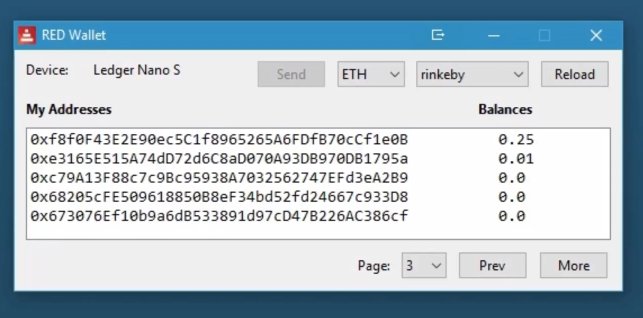 RED Wallet
Device: Ledger Nano S Send ETH rinkeby Reload
My Addresses Balances
0xf8f0F43E2E90ec5C1f8965265A6FDfB70cCf1e0B 0.25
0xe3165E515A74dD72d6C8aD070A93DB970DB1795a 0.01
0xc79A13F88c7c9Bc95938A7032562747EFd3eA2B9 0.0
0x68205cFE509618850B8eF34bd52fd24667c933D8 0.0
0x673076Ef10b9a6dB533891d97cD47B226AC386cf 0.0
Page: 3 Prev More